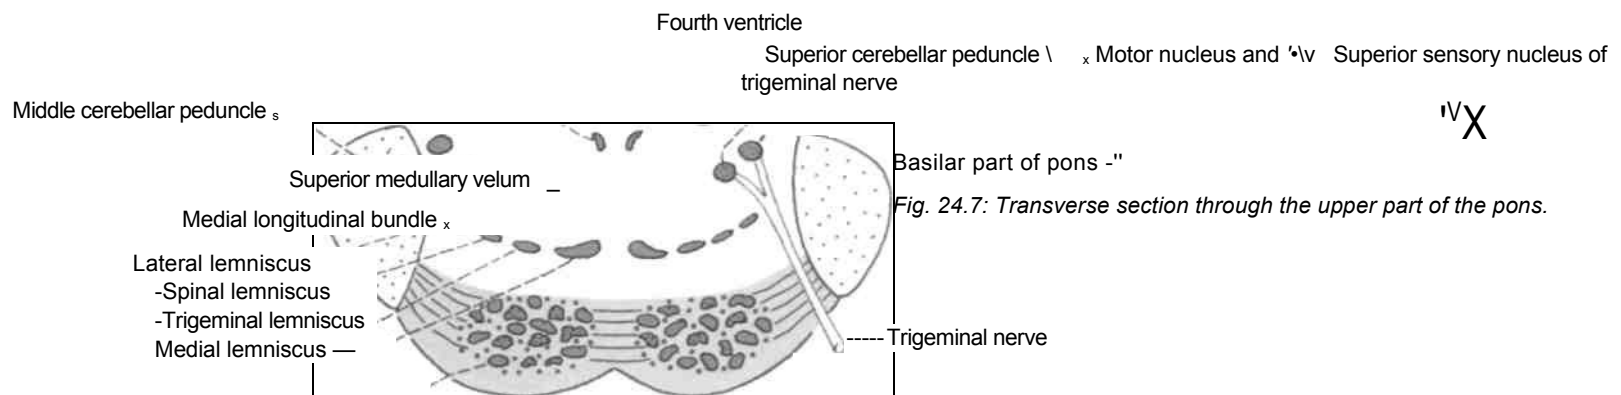 Fourth ventricle
Superior cerebellar peduncle \ x Motor nucleus and '•\v Superior sensory nucleus of
trigeminal nerve
Middle cerebellar peduncle s
'VX
Basilar part of pons -"
Superior medullary velum _
Fig. 24.7: Transverse section through the upper part of the pons.
Medial longitudinal bundle x
Lateral lemniscus
-Spinal lemniscus
-Trigeminal lemniscus
Medial lemniscus —
-----Trigeminal nerve